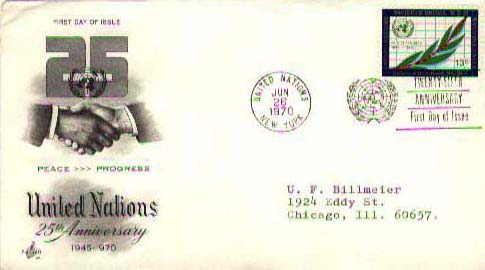 FIRST DAY OF ISSUE
25
PEACE >>> PROGRESS
United Nations
25th Anniversary
1945-1970
UNITED NATIONS
JUN
26
1970
NEW YORK
13c
TWENTY-FIFTH
ANNIVERSARY
First Day of Issue
U. F. Billmeier
1924 Eddy St.
Chicago, Ill. 60657.